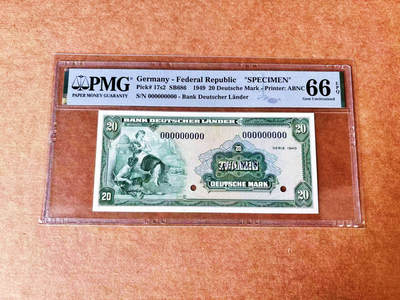 PMG
PAPER MONEY GUARANTY
Germany - Federal Republic "SPECIMEN"
Pick# 17s2 SB686 1949 20 Deutsche Mark - Printer: ABNC
S/N 000000000 - Bank Deutscher Länder
66 EPQ
Gem Uncirculated
20 BANK DEUTSCHER LÄNDER 20
000000000 000000000
SERIE 1949
20
ZWANZIG
DEUTSCHE MARK
20 20